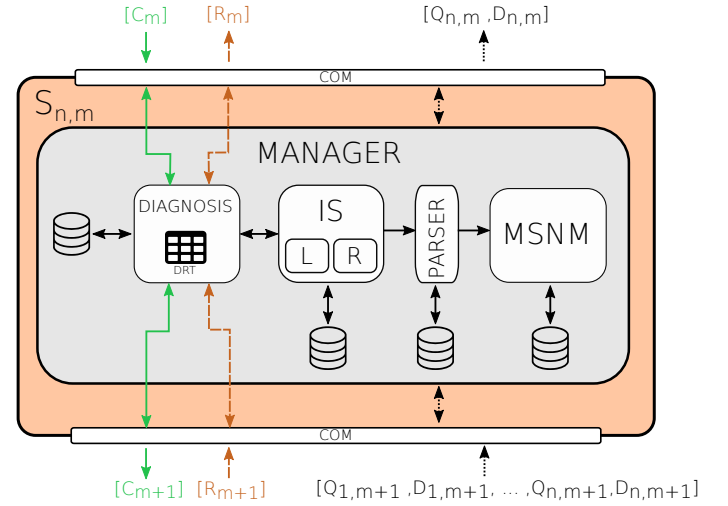 [Cm] [Rm] [Qn,m ,Dn,m]
COM
Sn,m
MANAGER
DIAGNOSIS
DRT
IS
L R
PARSER
MSNM
COM
[Cm+1] [Rm+1] [Q1,m+1 ,D1,m+1, ... ,Qn,m+1,Dn,m+1]